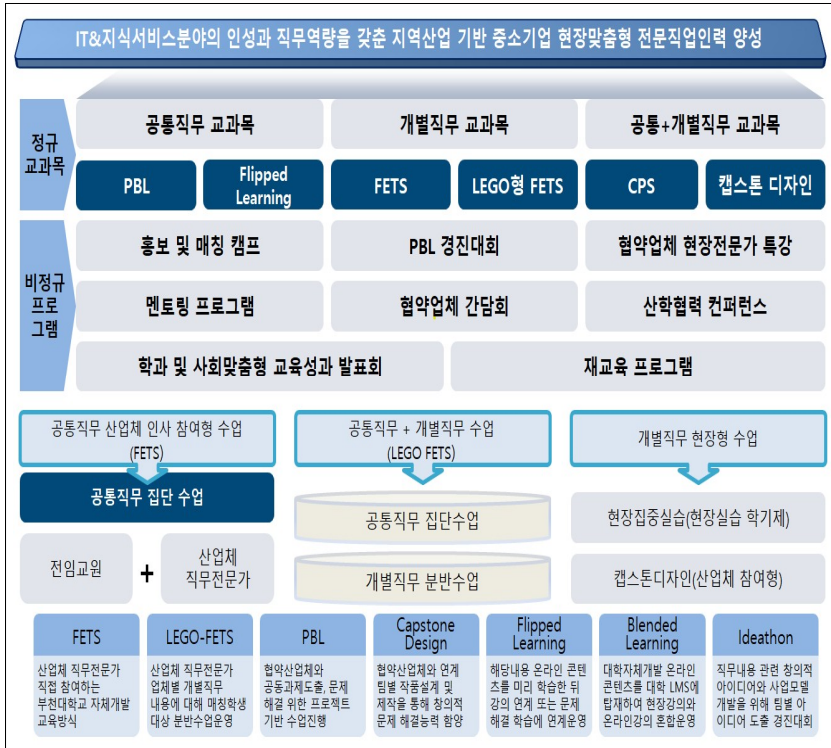 IT&지식서비스분야의 인성과 직무역량을 갖춘 지역산업 기반 중소기업 현장맞춤형 전문직업인력 양성
정규
교과목
공통직무 교과목
개별직무 교과목
공통+개별직무 교과목
PBL
Flipped
Learning
FETS
LEGO형 FETS
CPS
캡스톤 디자인
비정규
프로
그램
홍보 및 매칭 캠프
PBL 경진대회
협약업체 현장전문가 특강
멘토링 프로그램
협약업체 간담회
산학협력 컨퍼런스
학과 및 사회맞춤형 교육성과 발표회
재교육 프로그램
공통직무 산업체 인사 참여형 수업
(FETS)
공통직무 + 개별직무 수업
(LEGO FETS)
개별직무 현장형 수업
공통직무 집단 수업
전임교원
+
산업체
직무전문가
공통직무 집단수업
개별직무 분반수업
현장집중실습(현장실습 학기제)
캡스톤디자인(산업체 참여형)
FETS
산업체 직무전문가
직접 참여하는
부천대학교 자체개발
교육방식
LEGO-FETS
산업체 직무전문가
업체별 개별직무
내용에 대해 매칭학생
대상 분반수업운영
PBL
협약산업체와
공동과제도출, 문제
해결 위한 프로젝트
기반 수업진행
Capstone
Design
협약산업체와 연계
팀별 작품설계 및
제작을 통해 창의적
문제 해결능력 함양
Flipped
Learning
해당내용 온라인 콘텐
츠를 미리 학습한 뒤
강의 연계 또는 문제
해결 학습에 연계운영
Blended
Learning
대학자체개발 온라인
콘텐츠를 대학 LMS에
탑재하여 현장강의와
온라인강의 혼합운영
Ideathon
직무내용 관련 창의적
아이디어와 사업모델
개발을 위해 팀별 아
이디어 도출 경진대회